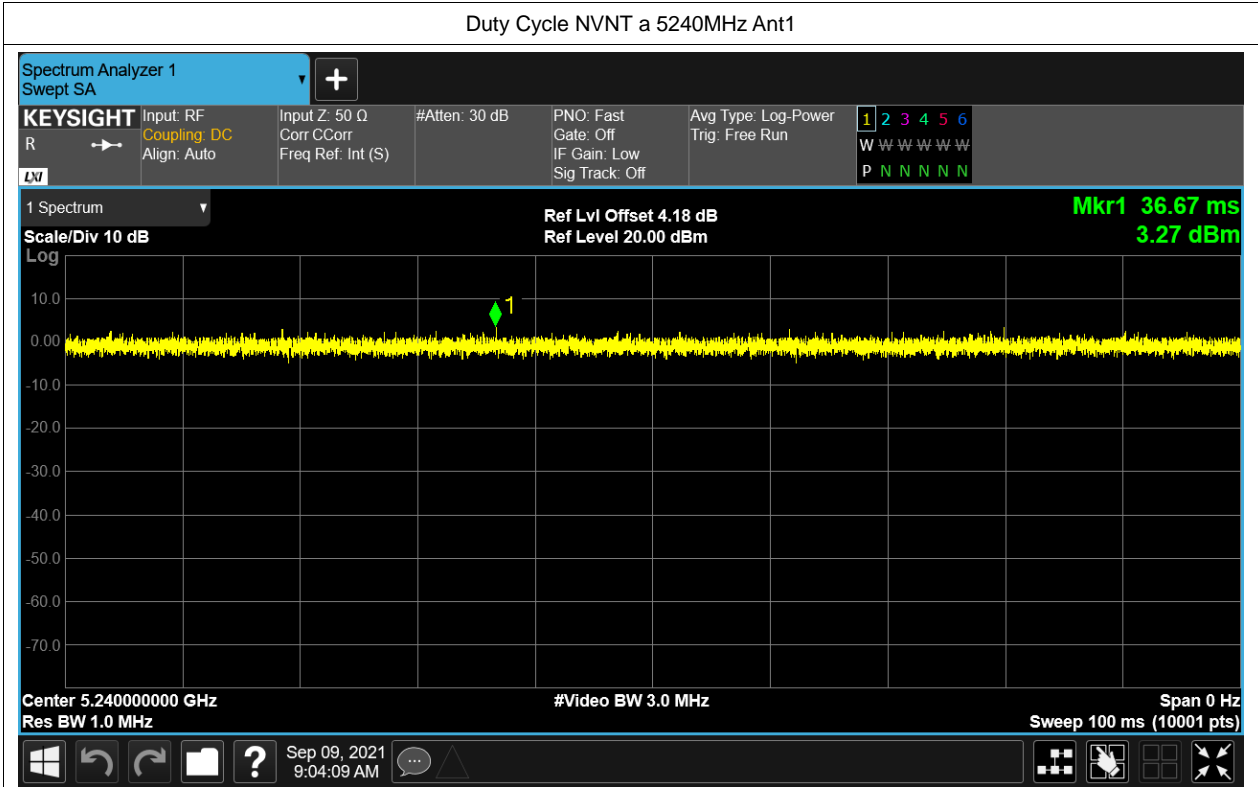 Duty Cycle NVNT a 5240MHz Ant1
Spectrum Analyzer 1
Swept SA
KEYSIGHT
R
LXI
Input: RF
Coupling: DC
Align: Auto
Input Z: 50 Ω
Corr CCorr
Freq Ref: Int (S)
#Atten: 30 dB
PNO: Fast
Gate: Off
IF Gain: Low
Sig Track: Off
Avg Type: Log-Power
Trig: Free Run
1 2 3 4 5 6
W W W W W W
P N N N N N
1 Spectrum
Scale/Div 10 dB
Log
Ref Lvl Offset 4.18 dB
Ref Level 20.00 dBm
Mkr1 36.67 ms
3.27 dBm
1
10.0
0.00
-10.0
-20.0
-30.0
-40.0
-50.0
-60.0
-70.0
Center 5.240000000 GHz
Res BW 1.0 MHz
#Video BW 3.0 MHz
Span 0 Hz
Sweep 100 ms (10001 pts)
?
Sep 09, 2021
9:04:09 AM